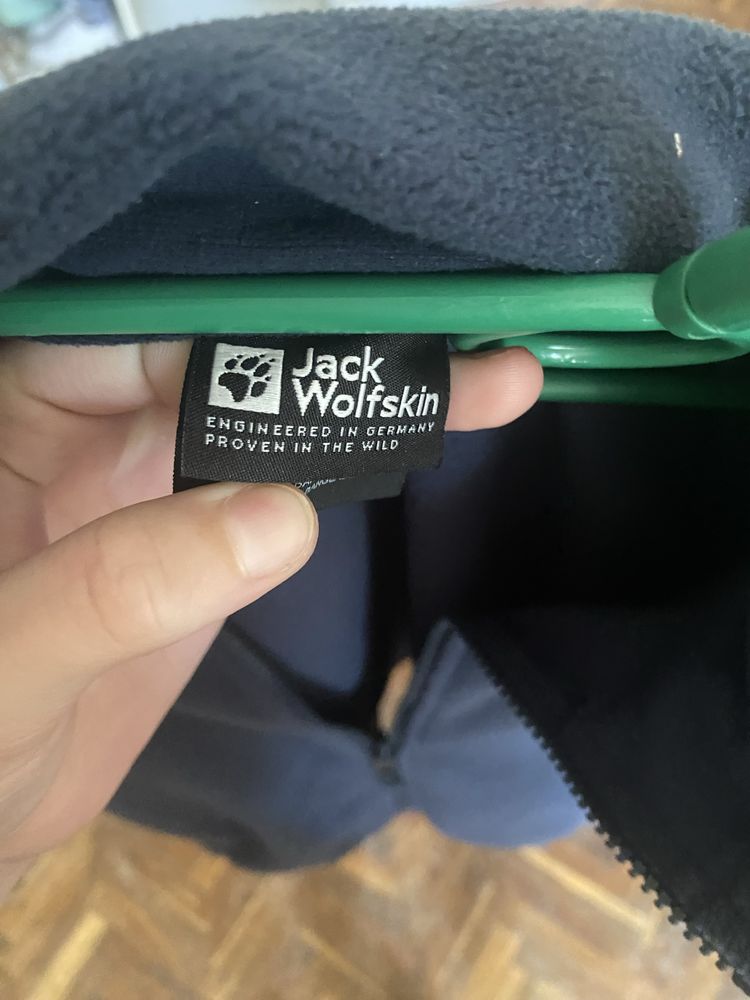 Jack
Wolfskin
ENGINEERED IN GERMANY
PROVEN IN THE WILD